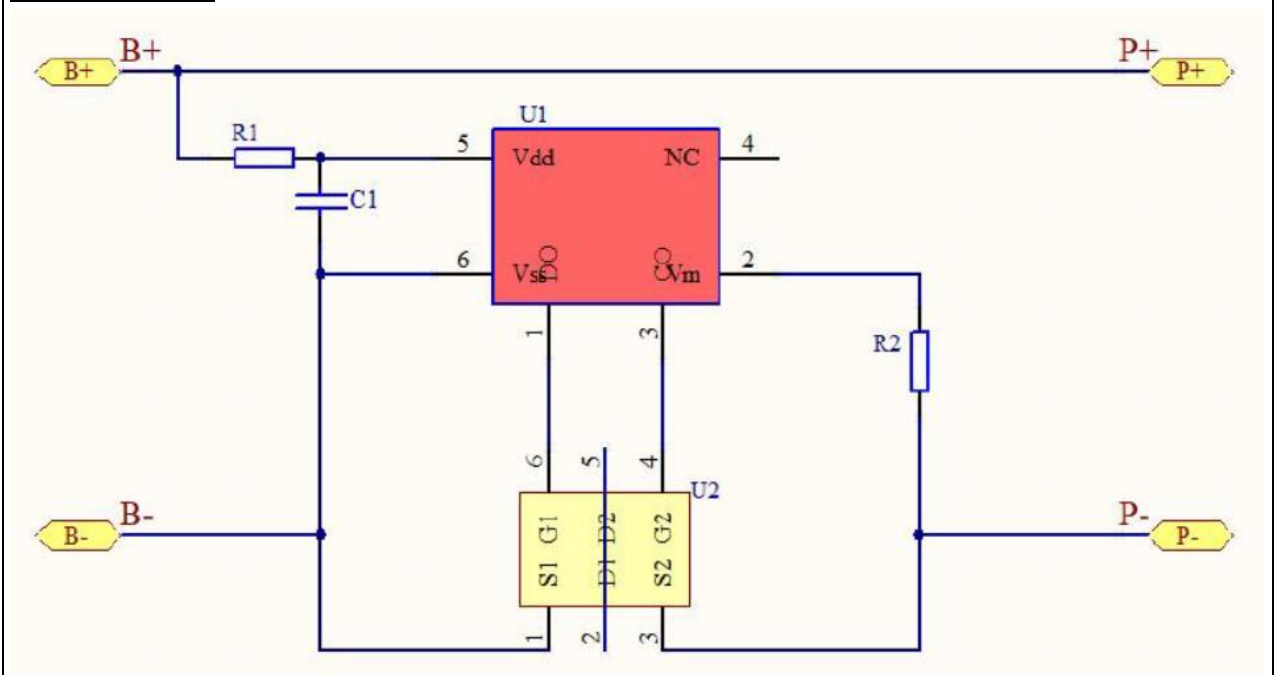 B+
P+
B+
P+
U1
R1
5
Vdd
NC
4
C1
6
Vss
DO
CO
Vm
2
1
3
R2
6
5
4
U2
G1
D2
G2
S1
D1
S2
B-
B-
P-
P-
1
2
3